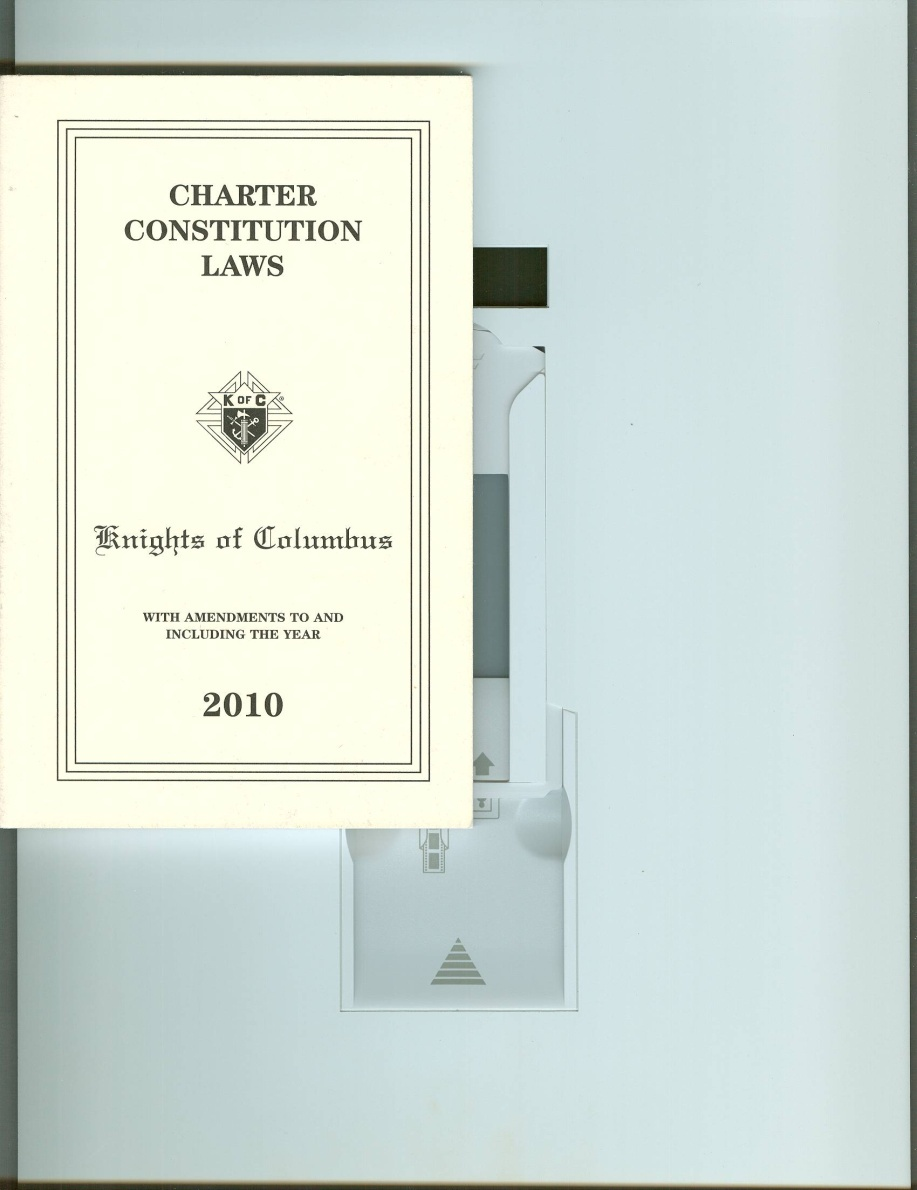 CHARTER
CONSTITUTION
LAWS
K OF C ®
Knights of Columbus
WITH AMENDMENTS TO AND
INCLUDING THE YEAR
2010